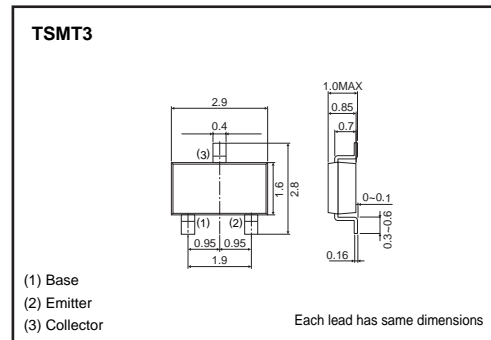 TSMT3
1.0MAX
2.9
0.85
0.4
0.7
(3)
1.6
2.8
0~0.1
(1)
(2)
0.3~0.6
0.95 0.95
0.16
1.9
(1) Base
(2) Emitter
(3) Collector
Each lead has same dimensions